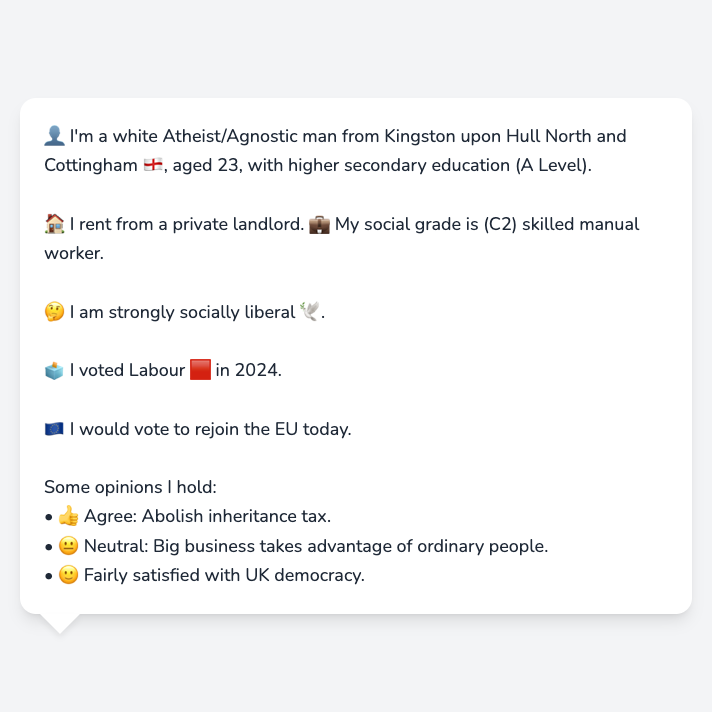 👤 I'm a white Atheist/Agnostic man from Kingston upon Hull North and
Cottingham 🏴󠁧󠁢󠁥󠁮󠁧󠁿, aged 23, with higher secondary education (A Level).
🏠 I rent from a private landlord. 💼 My social grade is (C2) skilled manual
worker.
🤔 I am strongly socially liberal 🕊️.
🗳️ I voted Labour 🟥 in 2024.
🇪🇺 I would vote to rejoin the EU today.
Some opinions I hold:
• 👍 Agree: Abolish inheritance tax.
• 😐 Neutral: Big business takes advantage of ordinary people.
• 🙂 Fairly satisfied with UK democracy.